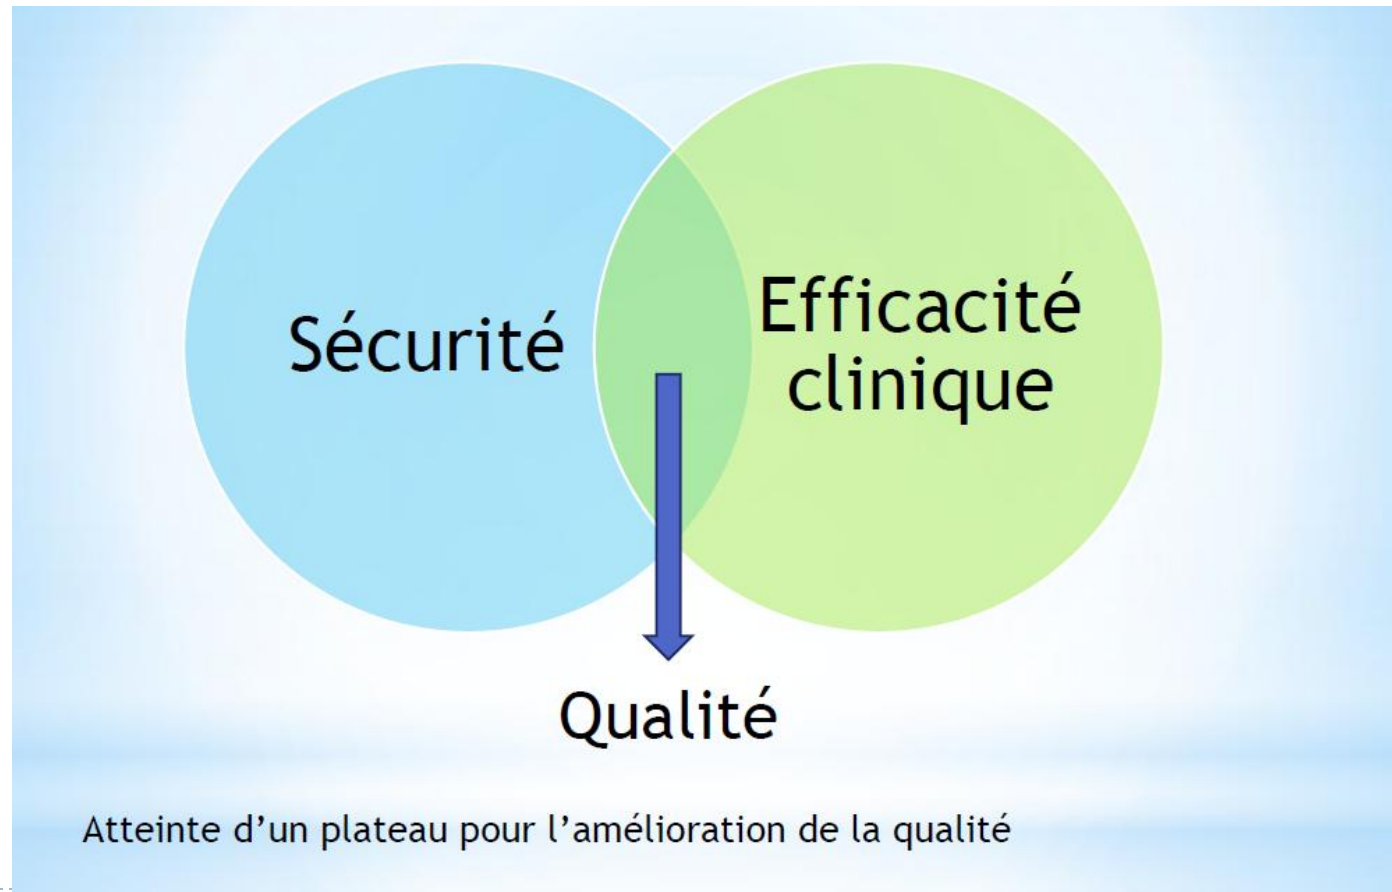 Sécurité
Efficacité
clinique
Qualité
Atteinte d’un plateau pour l’amélioration de la qualité